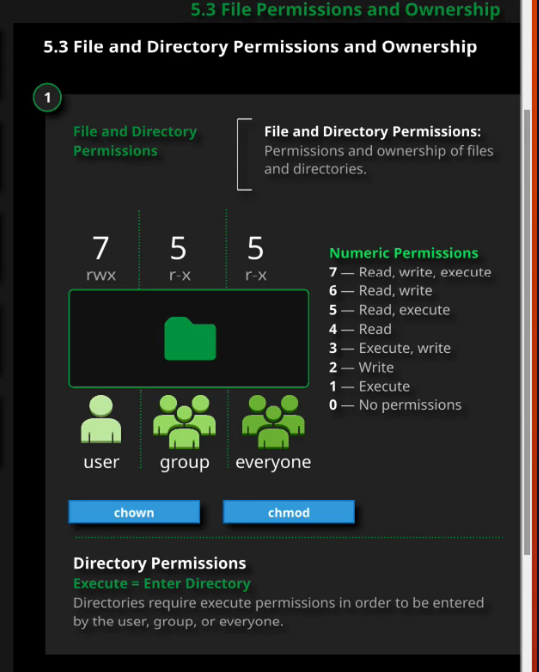 5.3 File Permissions and Ownership
5.3 File and Directory Permissions and Ownership
1
File and Directory
Permissions
File and Directory Permissions:
Permissions and ownership of files
and directories.
7 5 5
rwx r-x r-x
Numeric Permissions
7 — Read, write, execute
6 — Read, write
5 — Read, execute
4 — Read
3 — Execute, write
2 — Write
1 — Execute
0 — No permissions
user group everyone
chown chmod
Directory Permissions
Execute = Enter Directory
Directories require execute permissions in order to be entered
by the user, group, or everyone.